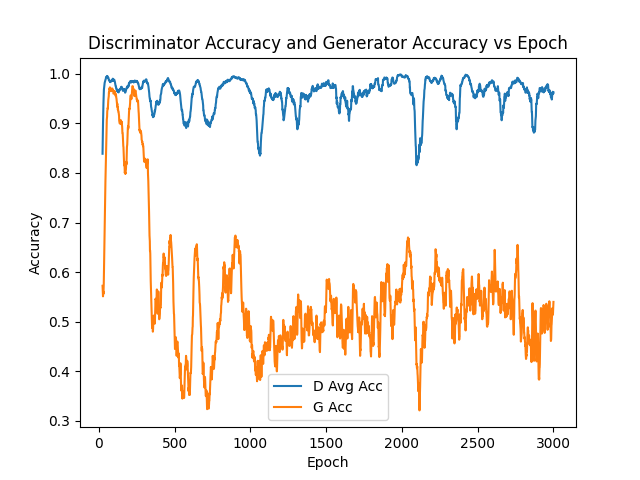 Discriminator Accuracy and Generator Accuracy vs Epoch
1.0
0.9
0.8
0.7
0.6
0.5
0.4
0.3
Accuracy
D Avg Acc
G Acc
0 500 1000 1500 2000 2500 3000
Epoch